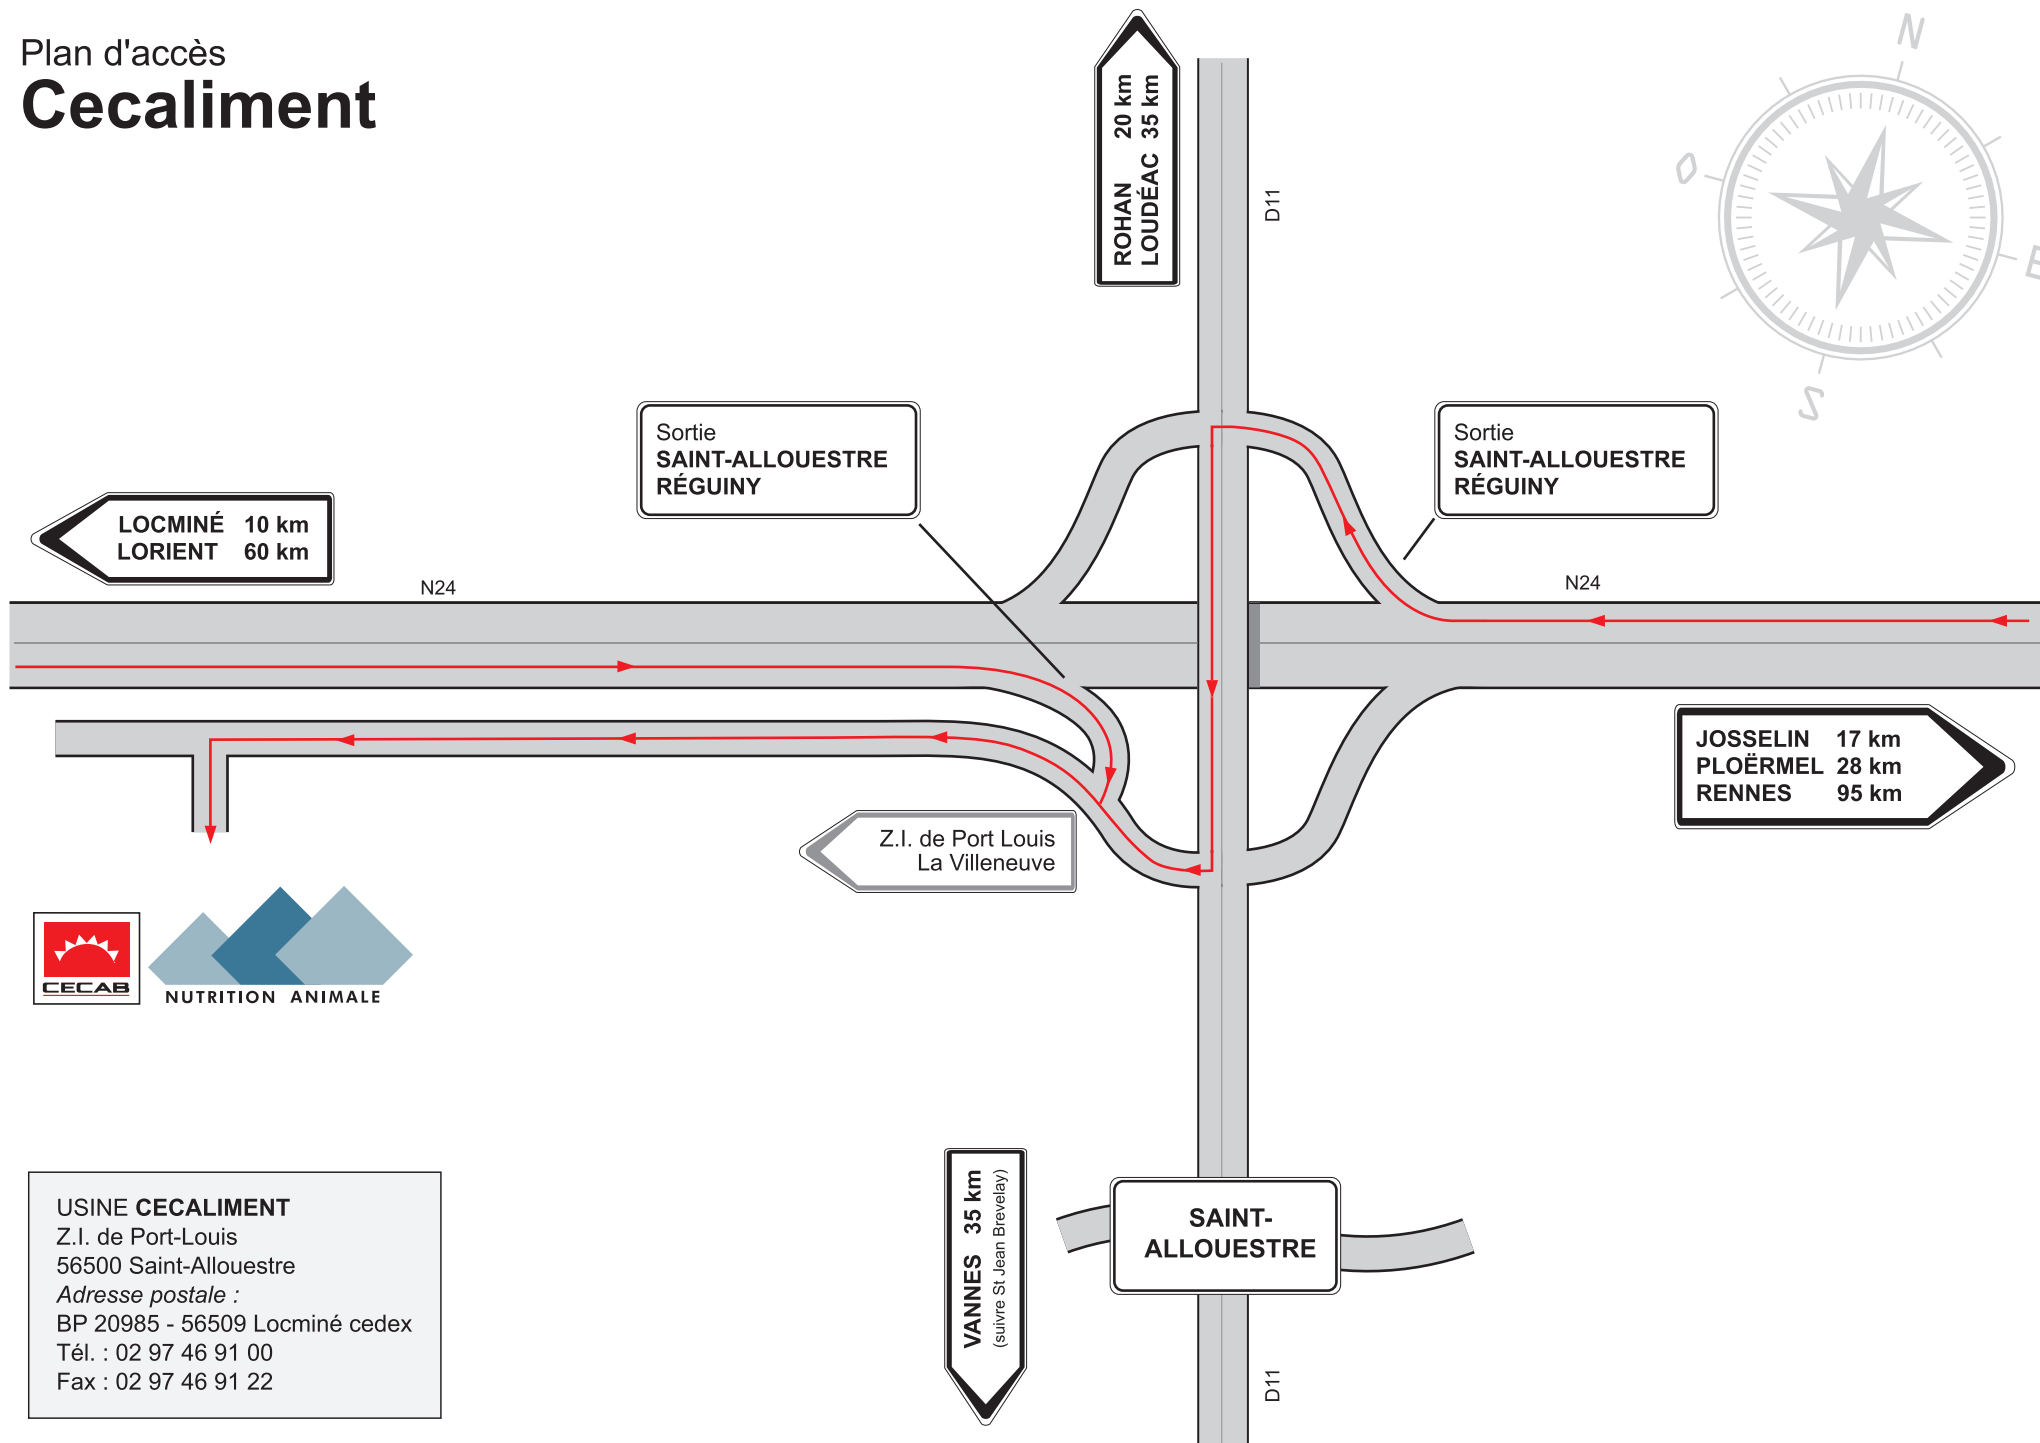 Plan d'accès
Cecaliment
ROHAN 20 km
LOUDÉAC 35 km
D11
N
O
E
S
Sortie
SAINT-ALLOUESTRE
RÉGUINY
Sortie
SAINT-ALLOUESTRE
RÉGUINY
LOCMINÉ 10 km
LORIENT 60 km
N24
N24
JOSSELIN 17 km
PLOËRMEL 28 km
RENNES 95 km
Z.I. de Port Louis
La Villeneuve
CECAB
NUTRITION ANIMALE
VANNES 35 km
(suivre St Jean Brevelay)
SAINT-
ALLOUESTRE
D11
USINE CECALIMENT
Z.I. de Port-Louis
56500 Saint-Allouestre
Adresse postale :
BP 20985 - 56509 Locminé cedex
Tél. : 02 97 46 91 00
Fax : 02 97 46 91 22